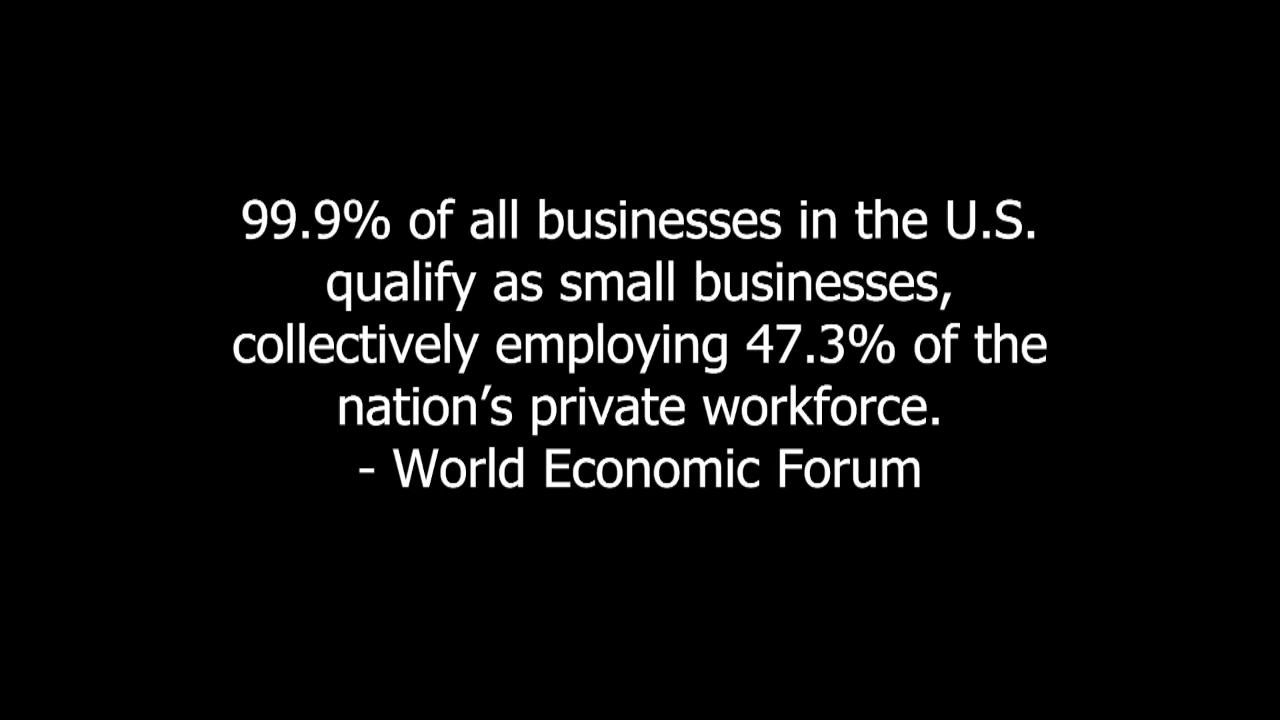 99.9% of all businesses in the U.S.
qualify as small businesses,
collectively employing 47.3% of the
nation’s private workforce.
- World Economic Forum